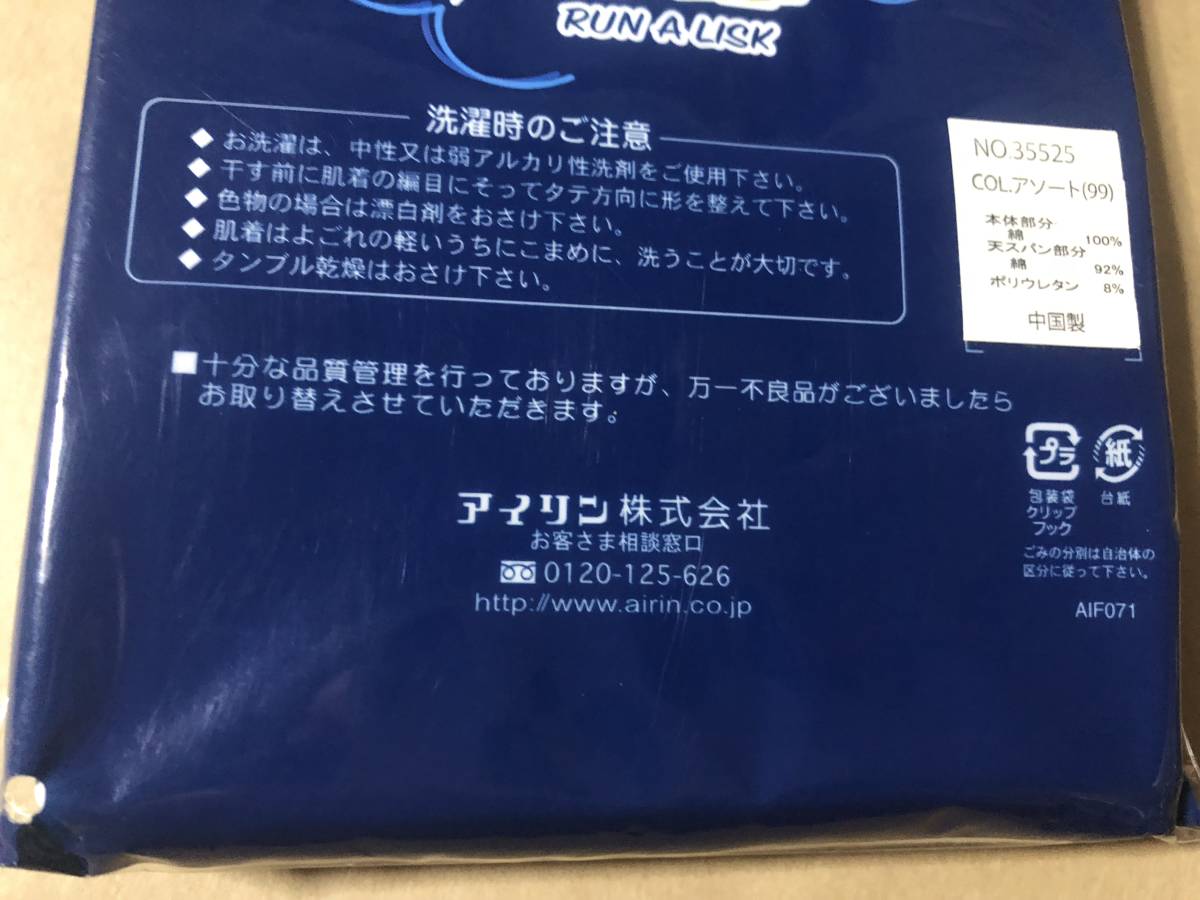 RUN A LISK
洗濯時のご注意
◆ お洗濯は、中性又は弱アルカリ性洗剤をご使用下さい。
◆ 干す前に肌着の編目にそってタテ方向に形を整えて下さい。
◆ 色物の場合は漂白剤をおさけ下さい。
◆ 肌着はよごれの軽いうちにこまめに、洗うことが大切です。
◆ タンブル乾燥はおさけ下さい。
NO.35525
COL.アソート(99)
本体部分
綿 100%
天スパン部分
綿 92%
ポリウレタン 8%
中国製
■十分な品質管理を行っておりますが、万一不良品がございましたら
お取り替えさせていただきます。
プラ
紙
包装袋
クリップ
フック
台紙
ごみの分別は自治体の
区分に従って下さい。
AIF071
アイリン株式会社
お客さま相談窓口
0120-125-626
http://www.airin.co.jp